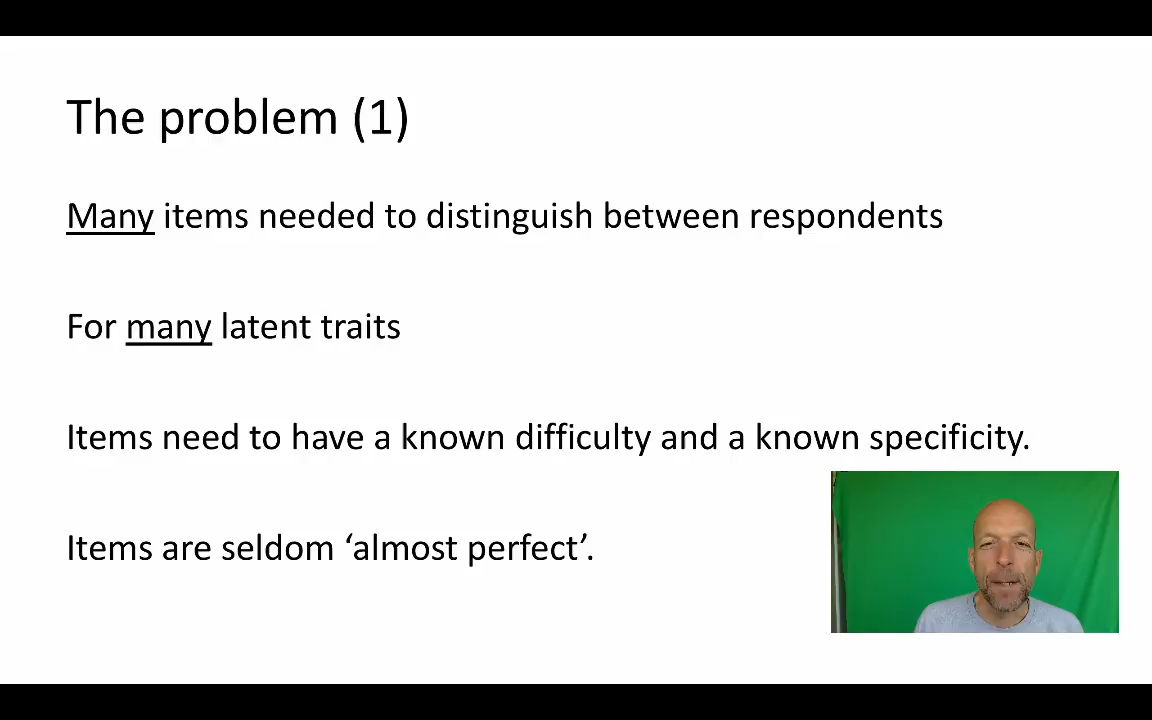 The problem (1)
Many items needed to distinguish between respondents
For many latent traits
Items need to have a known difficulty and a known specificity.
Items are seldom ‘almost perfect’.